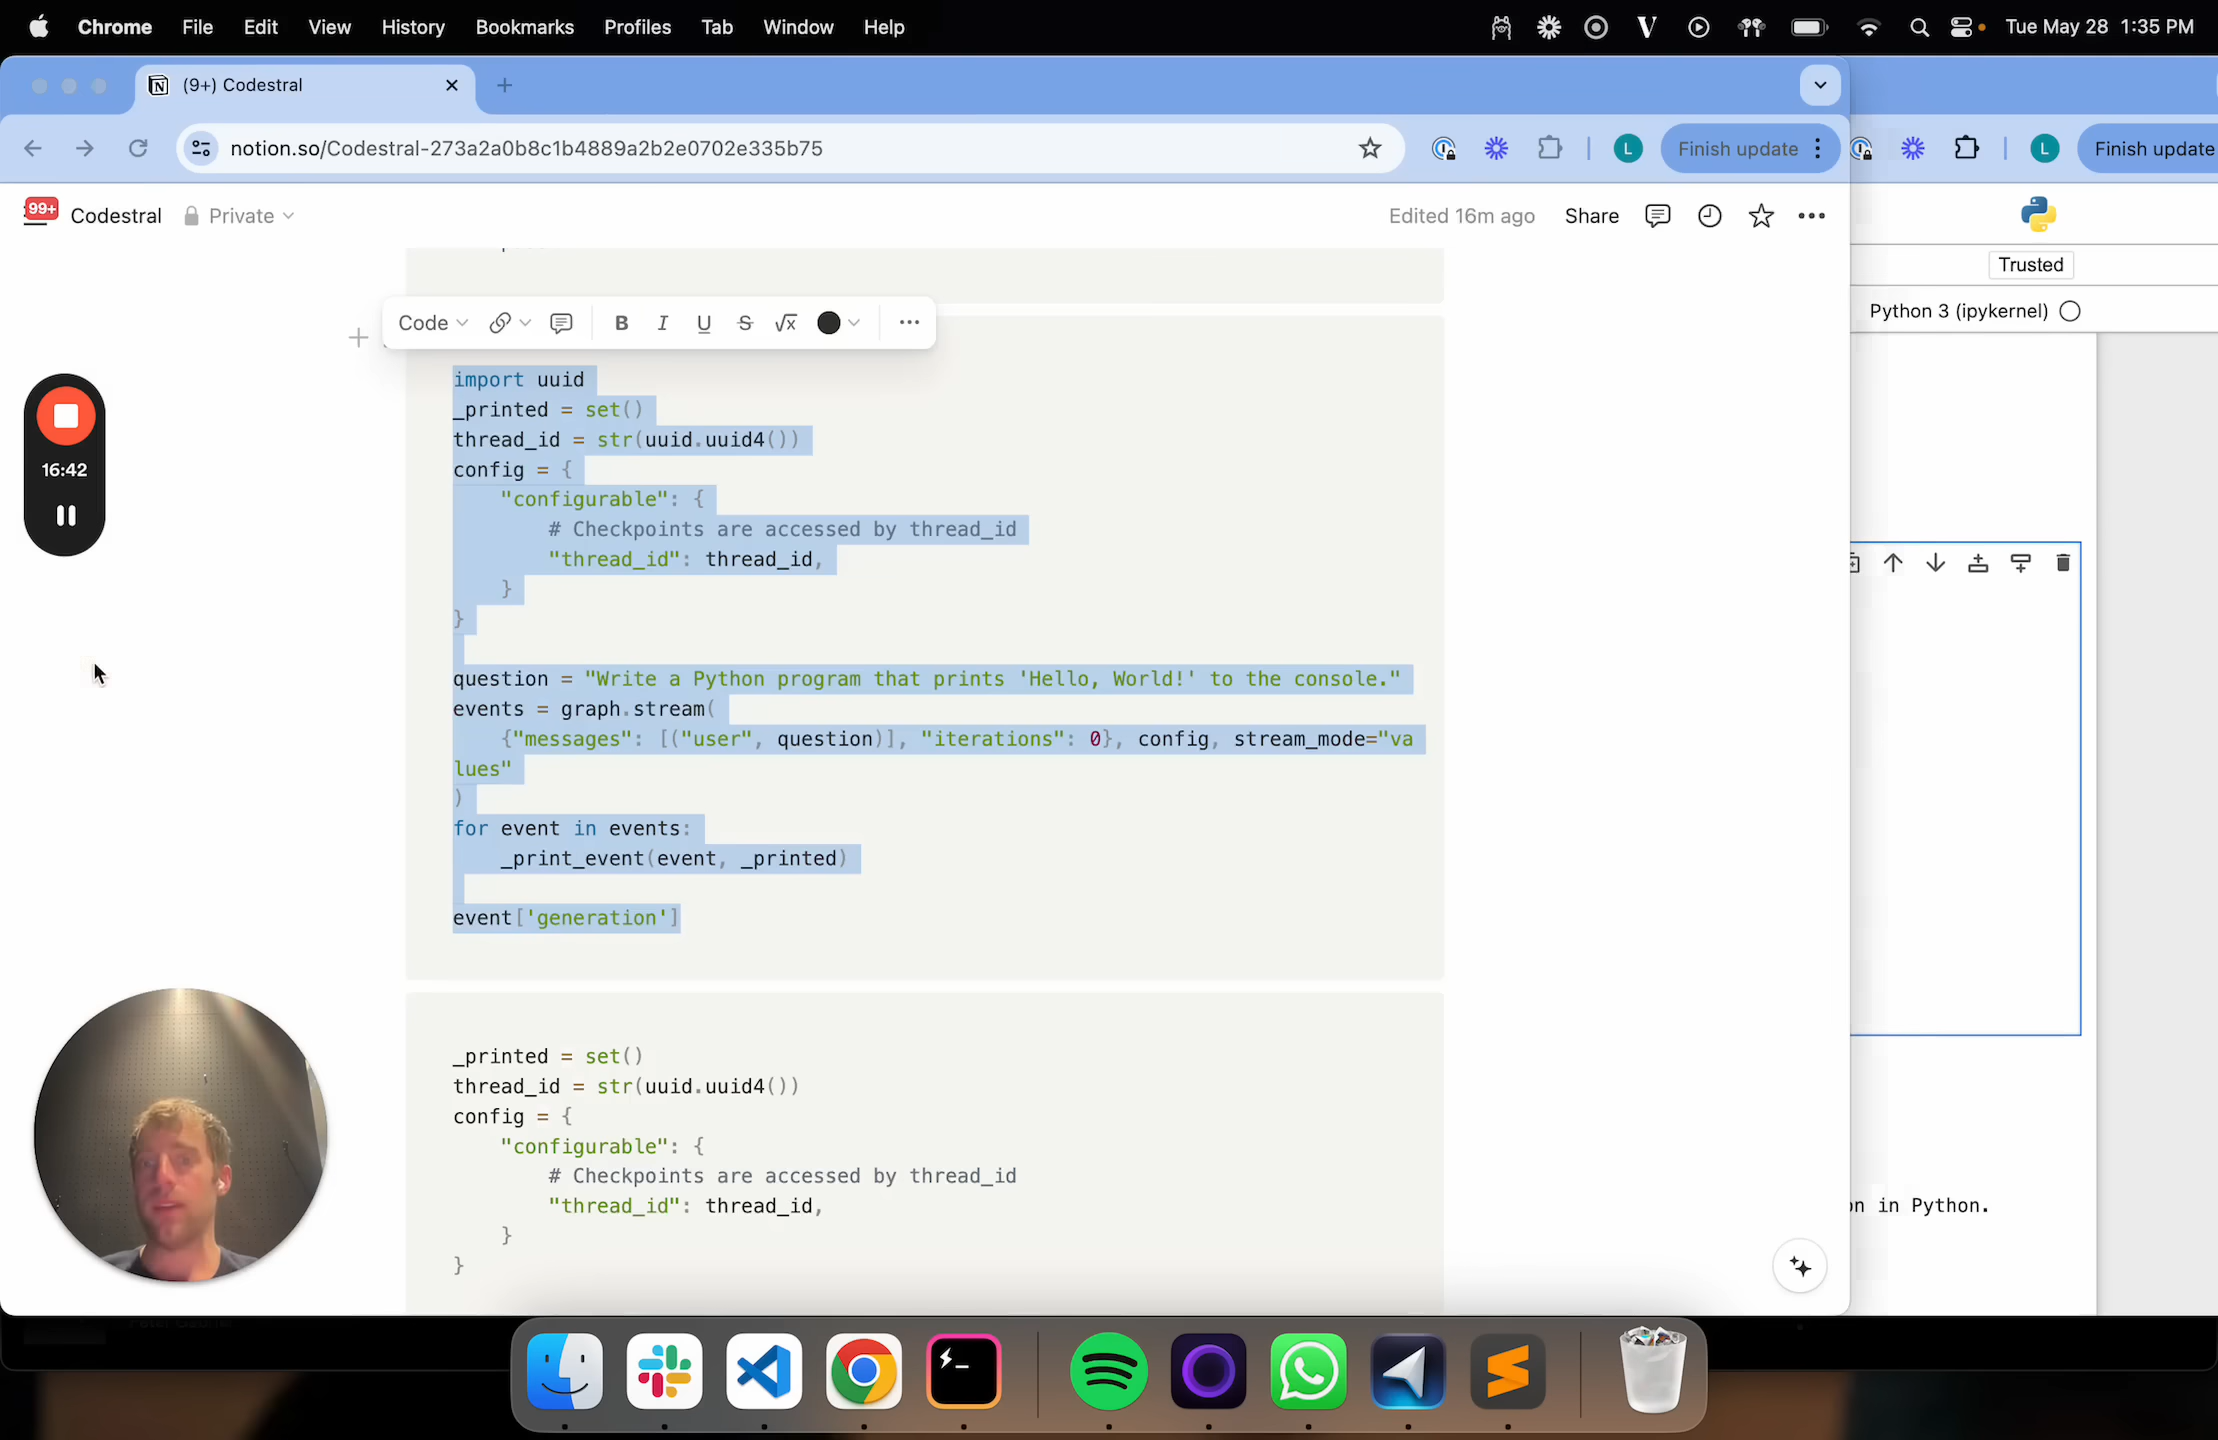 Chrome File Edit View History Bookmarks Profiles Tab Window Help
V
Tue May 28 1:35 PM
(9+) Codestral
notion.so/Codestral-273a2a0b8c1b4889a2b2e0702e335b75
L
Finish update
L
Finish update
99+
Codestral
Private
Edited 16m ago
Share
Trusted
Python 3 (ipykernel)
Code
B I U S √x
16:42
import uuid
_printed = set()
thread_id = str(uuid.uuid4())
config = {
"configurable": {
# Checkpoints are accessed by thread_id
"thread_id": thread_id,
}
}
question = "Write a Python program that prints 'Hello, World!' to the console."
events = graph.stream(
{"messages": [("user", question)], "iterations": 0}, config, stream_mode="va
lues"
)
for event in events:
_print_event(event, _printed)
event['generation']
_printed = set()
thread_id = str(uuid.uuid4())
config = {
"configurable": {
# Checkpoints are accessed by thread_id
"thread_id": thread_id,
}
}
in Python.